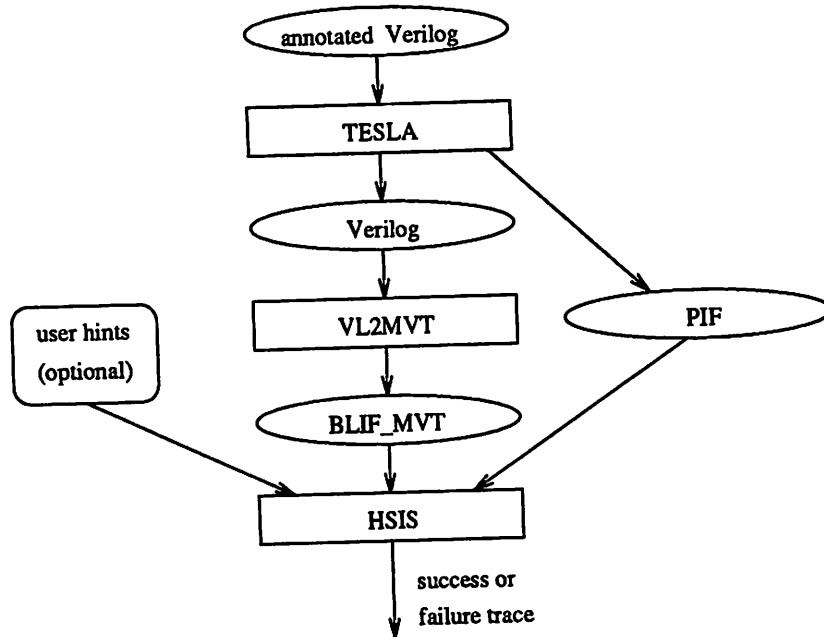 annotated Verilog
TESLA
Verilog
VL2MVT
PIF
user hints
(optional)
BLIF_MVT
HSIS
success or
failure trace